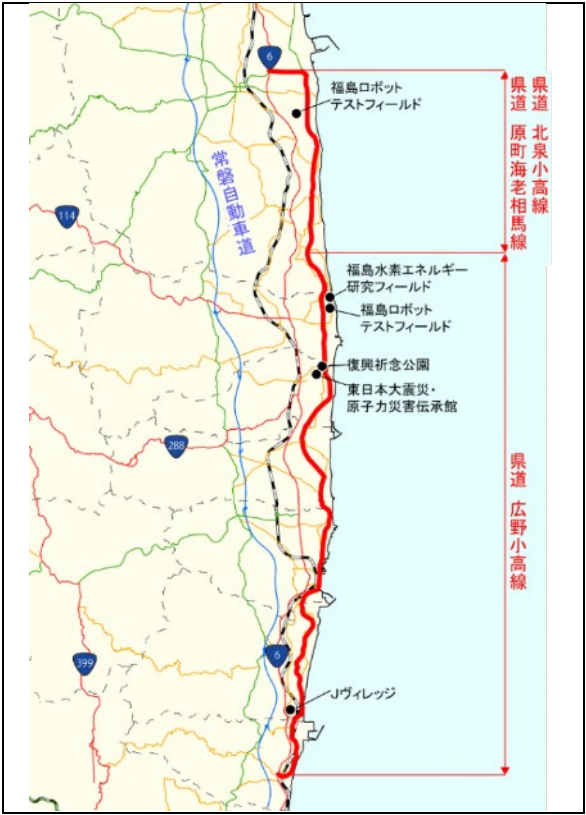 6
福島ロボット
テストフィールド
県道 北泉小高線
県道 原町海老相馬線
常磐自動車道
114
福島水素エネルギー
研究フィールド
福島ロボット
テストフィールド
復興祈念公園
東日本大震災・
原子力災害伝承館
288
県道 広野小高線
6
399
Jヴィレッジ